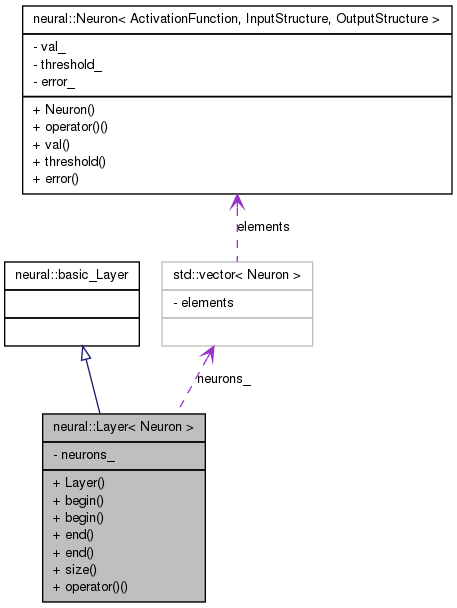 neural::Neuron< ActivationFunction, InputStructure, OutputStructure >
- val_
- threshold_
- error_
+ Neuron()
+ operator()()
+ val()
+ threshold()
+ error()
elements
neural::basic_Layer
std::vector< Neuron >
- elements
neurons_
neural::Layer< Neuron >
- neurons_
+ Layer()
+ begin()
+ begin()
+ end()
+ end()
+ size()
+ operator()()